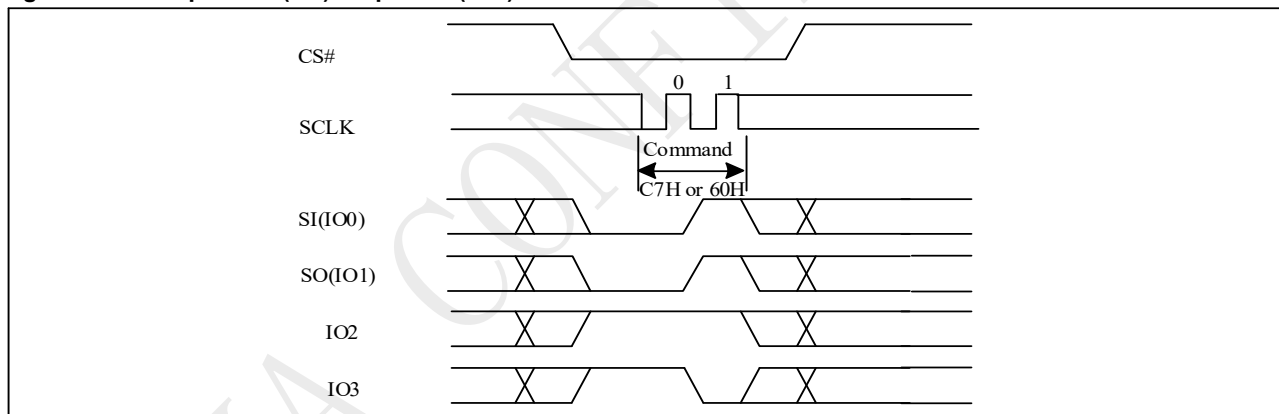 CS#
0 1
SCLK
Command
C7H or 60H
SI(IO0)
SO(IO1)
IO2
IO3